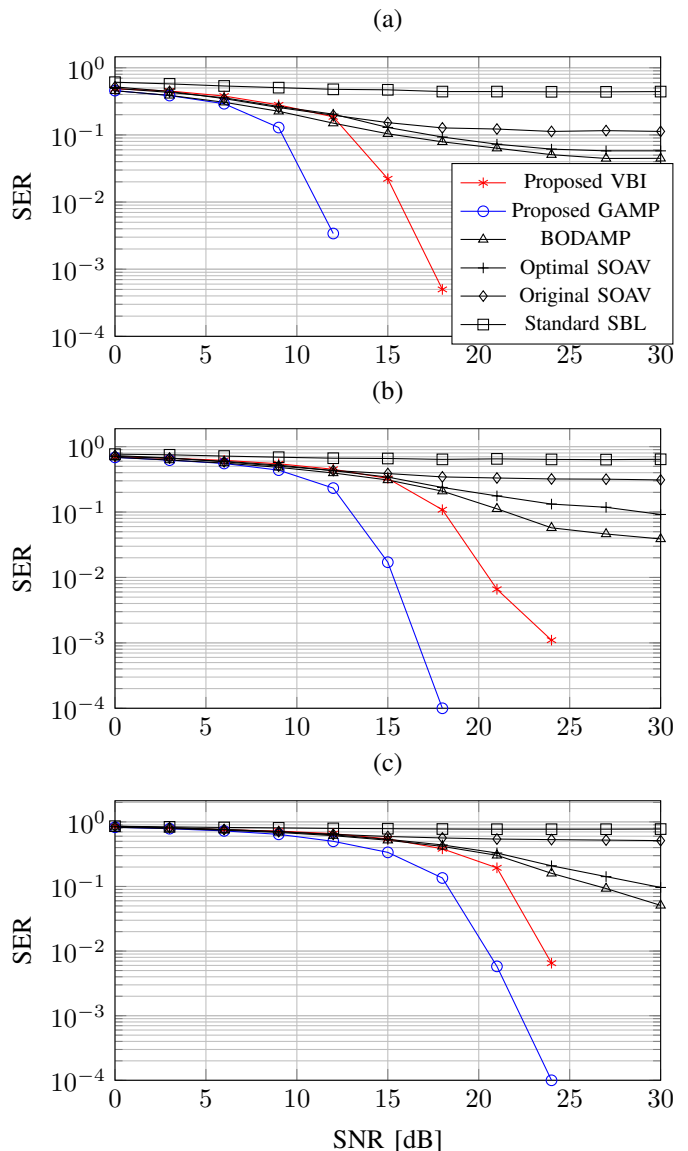 (a)
10^0
10^−1
10^−2
10^−3
10^−4
SER
Proposed VBI
Proposed GAMP
BODAMP
Optimal SOAV
Original SOAV
Standard SBL
0 5 10 15 20 25 30
(b)
10^0
10^−1
10^−2
10^−3
10^−4
SER
0 5 10 15 20 25 30
(c)
10^0
10^−1
10^−2
10^−3
10^−4
SER
0 5 10 15 20 25 30
SNR [dB]